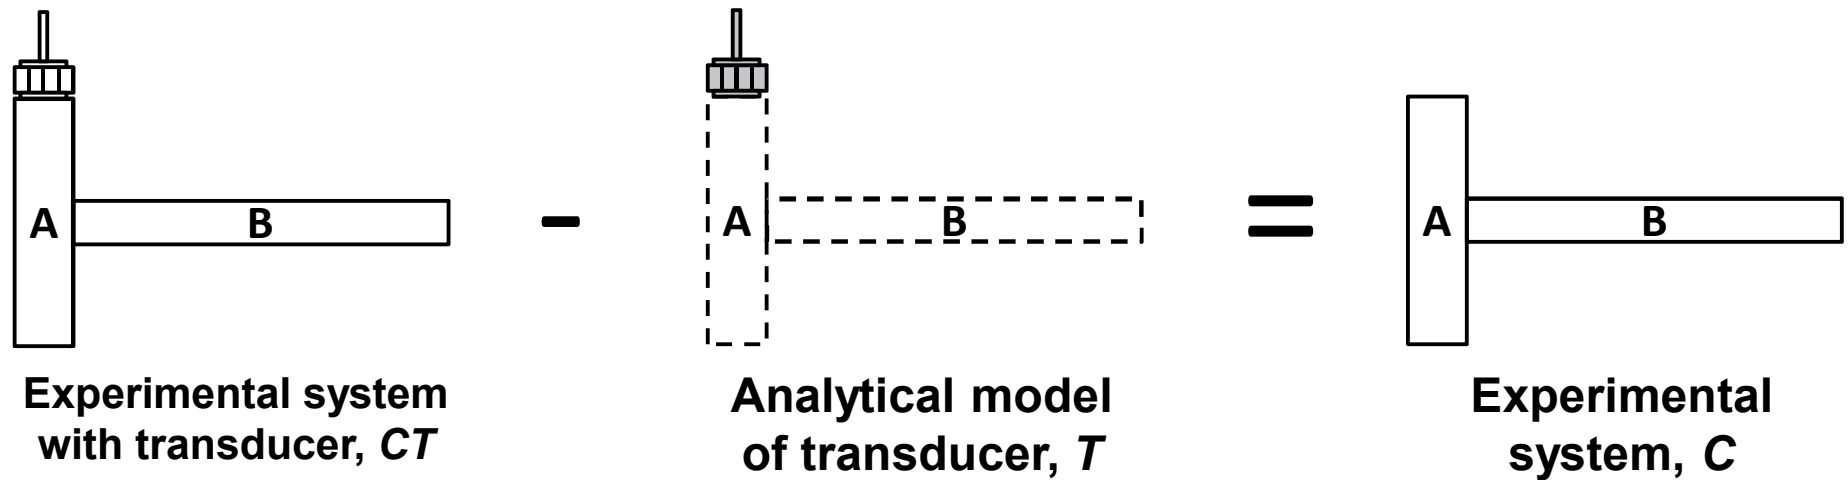 A B
A B
A B
Experimental system
with transducer, CT
Analytical model
of transducer, T
Experimental
system, C